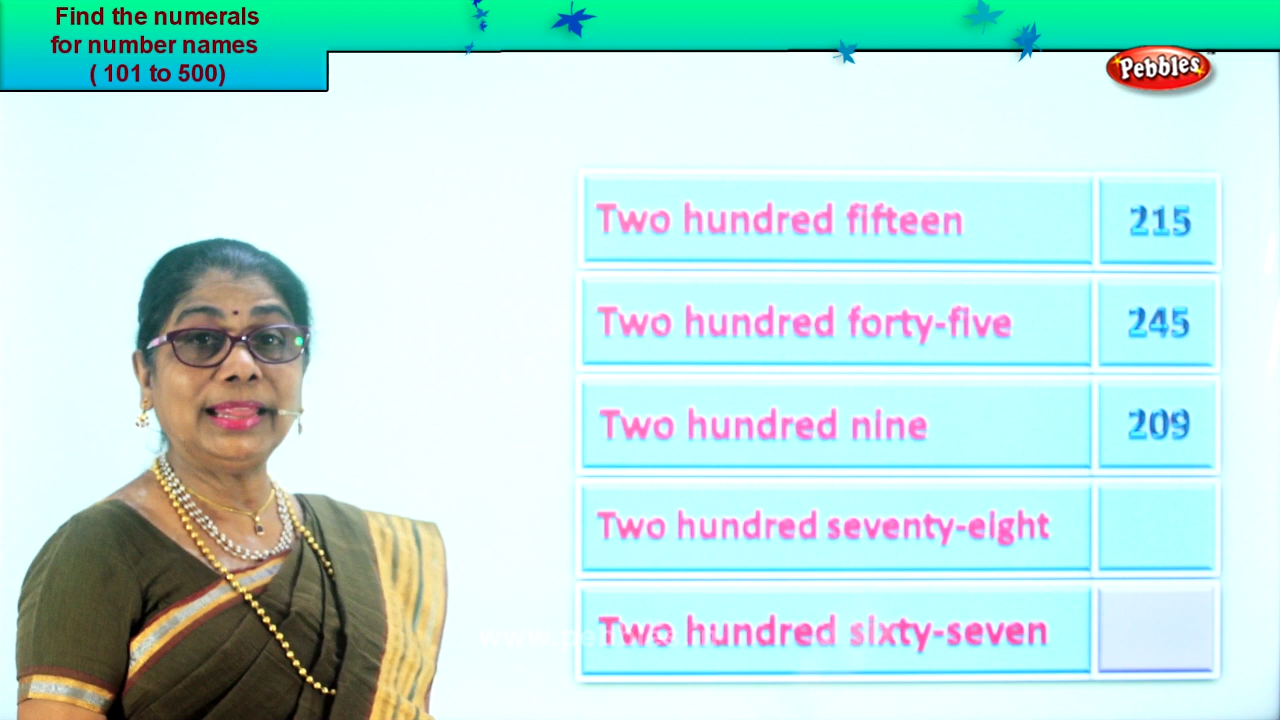 Find the numerals
for number names
( 101 to 500)
Pebbles
Two hundred fifteen 215
Two hundred forty-five 245
Two hundred nine 209
Two hundred seventy-eight
Two hundred sixty-seven